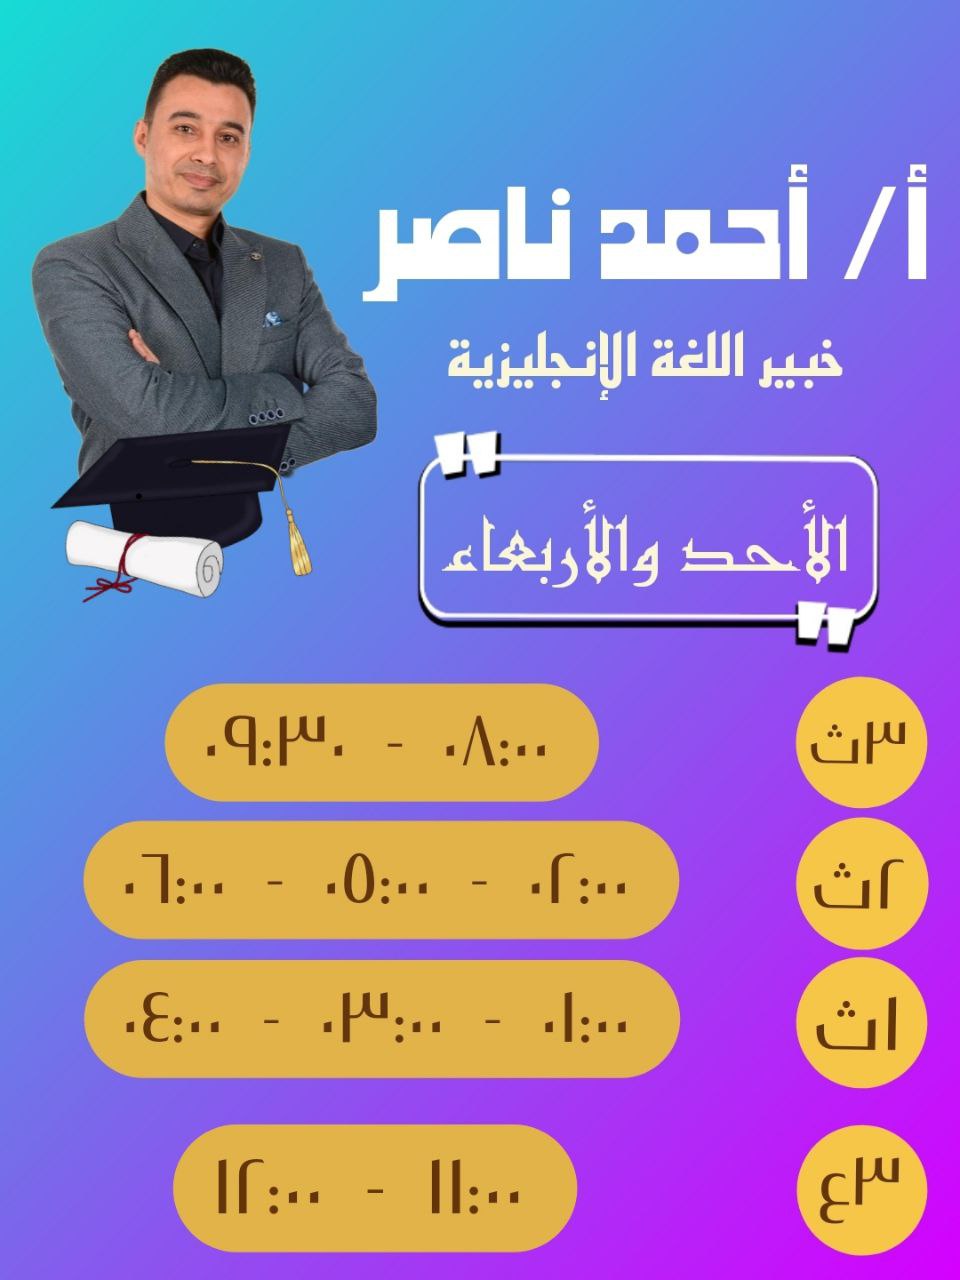 أ/ أحمد ناصر
خبير اللغة الإنجليزية
الأحد والأربعاء
٣ث ٠٨:٠٠ - ٠٩:٣٠
٢ث ٠٢:٠٠ - ٠٥:٠٠ - ٠٦:٠٠
١ث ٠١:٠٠ - ٠٣:٠٠ - ٠٤:٠٠
٣ع ١١:٠٠ - ١٢:٠٠